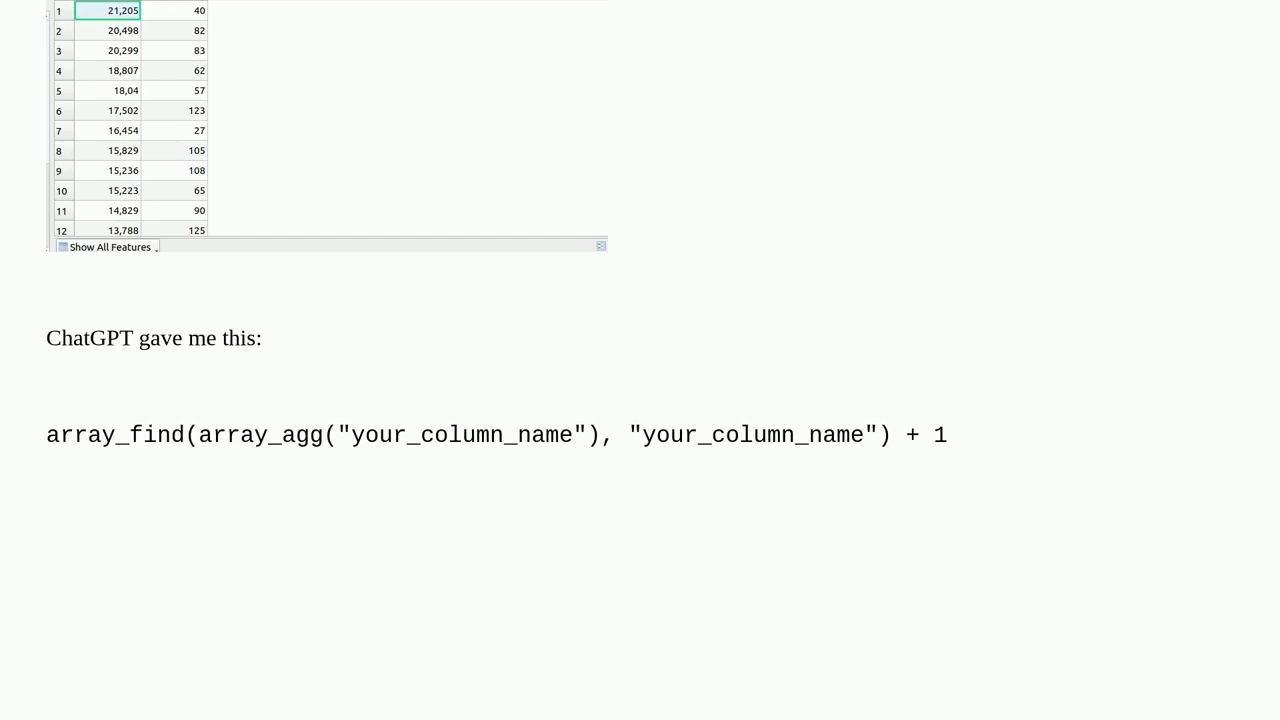 1 21,205 40
2 20,498 82
3 20,299 83
4 18,807 62
5 18,04 57
6 17,502 123
7 16,454 27
8 15,829 105
9 15,236 108
10 15,223 65
11 14,829 90
12 13,788 125
Show All Features
ChatGPT gave me this:
array_find(array_agg("your_column_name"), "your_column_name") + 1